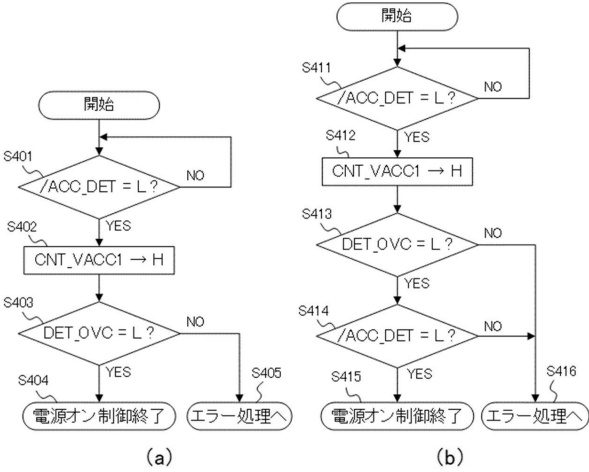 開始
S401
/ACC_DET = L ?
NO
YES
S402
CNT_VACC1 → H
S403
DET_OVC = L ?
NO
YES
S404
電源オン制御終了
S405
エラー処理へ
(a)
開始
S411
/ACC_DET = L ?
NO
YES
S412
CNT_VACC1 → H
S413
DET_OVC = L ?
NO
YES
S414
/ACC_DET = L ?
NO
YES
S415
電源オン制御終了
S416
エラー処理へ
(b)